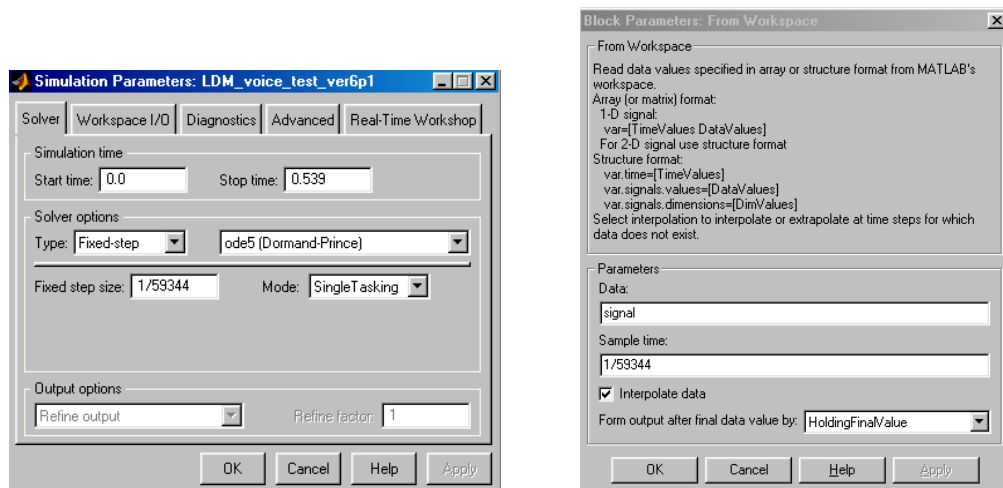 Simulation Parameters: LDM_voice_test_ver6p1
Solver Workspace I/O Diagnostics Advanced Real-Time Workshop
Simulation time
Start time: 0.0 Stop time: 0.539
Solver options
Type: Fixed-step ode5 (Dormand-Prince)
Fixed step size: 1/59344 Mode: SingleTasking
Output options
Refine output Refine factor: 1
OK Cancel Help Apply
Block Parameters: From Workspace
From Workspace
Read data values specified in array or structure format from MATLAB's
workspace.
Array (or matrix) format:
1-D signal:
var=[TimeValues DataValues]
For 2-D signal use structure format
Structure format:
var.time=[TimeValues]
var.signals.values=[DataValues]
var.signals.dimensions=[DimValues]
Select interpolation to interpolate or extrapolate at time steps for which
data does not exist.
Parameters
Data:
signal
Sample time:
1/59344
Interpolate data
Form output after final data value by: HoldingFinalValue
OK Cancel Help Apply